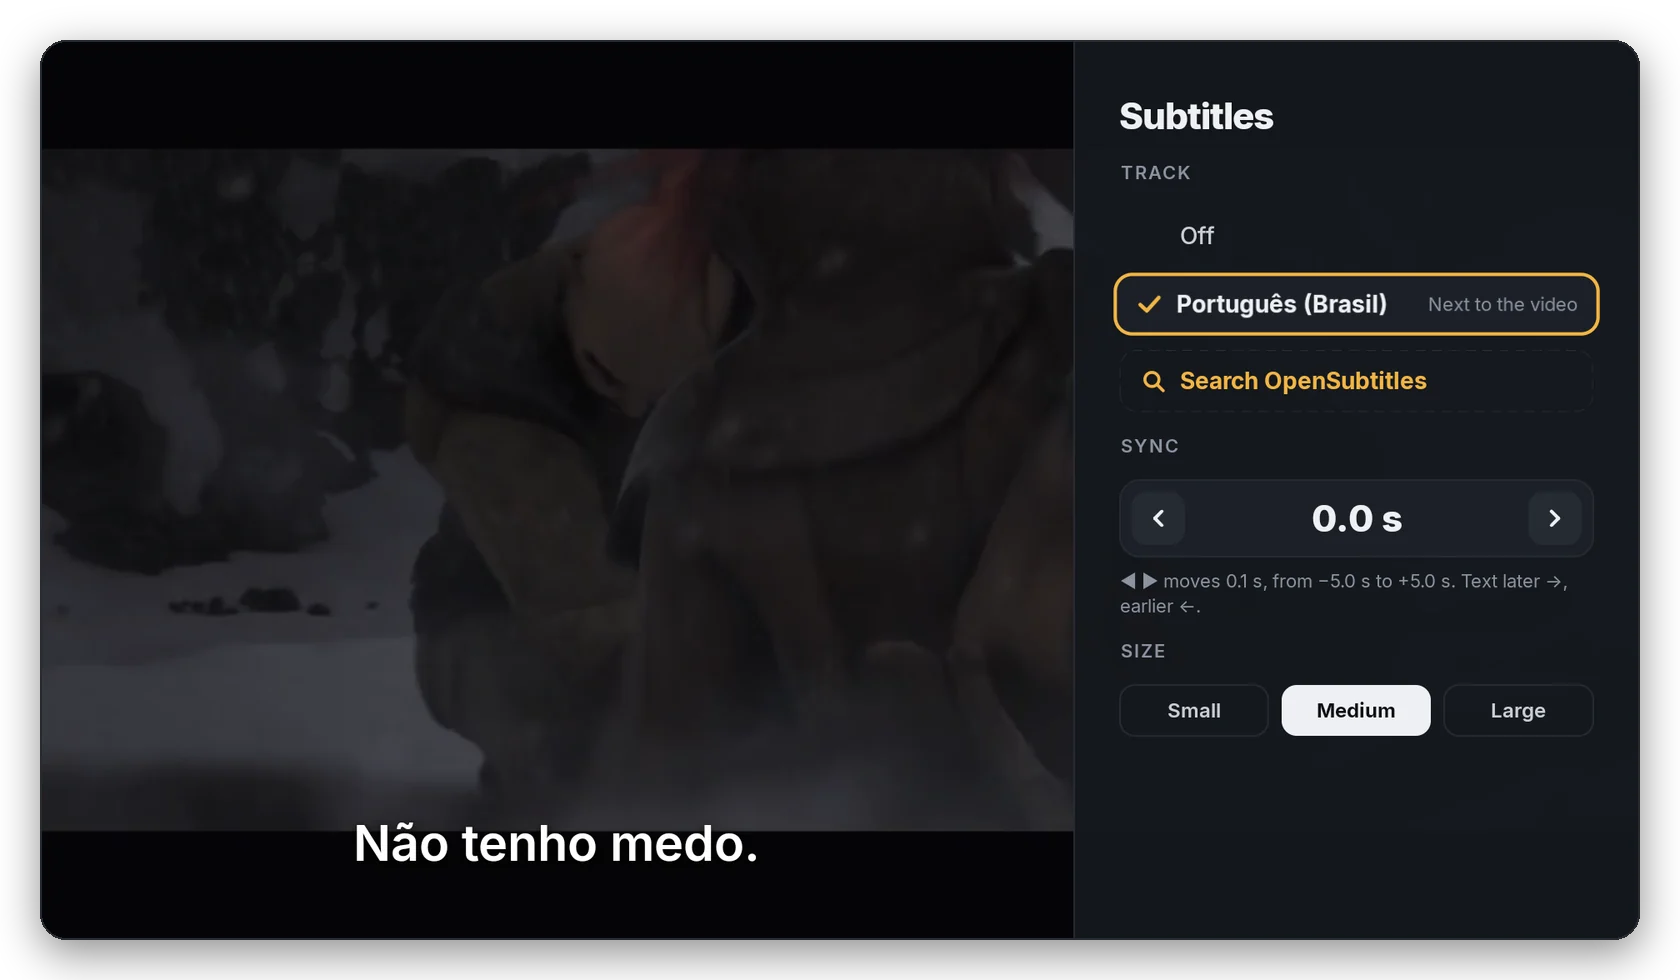 Subtitles
TRACK
Off
Português (Brasil) Next to the video
Search OpenSubtitles
SYNC
0.0 s
◀ ▶ moves 0.1 s, from −5.0 s to +5.0 s. Text later →,
earlier ←.
SIZE
Small Medium Large
Não tenho medo.